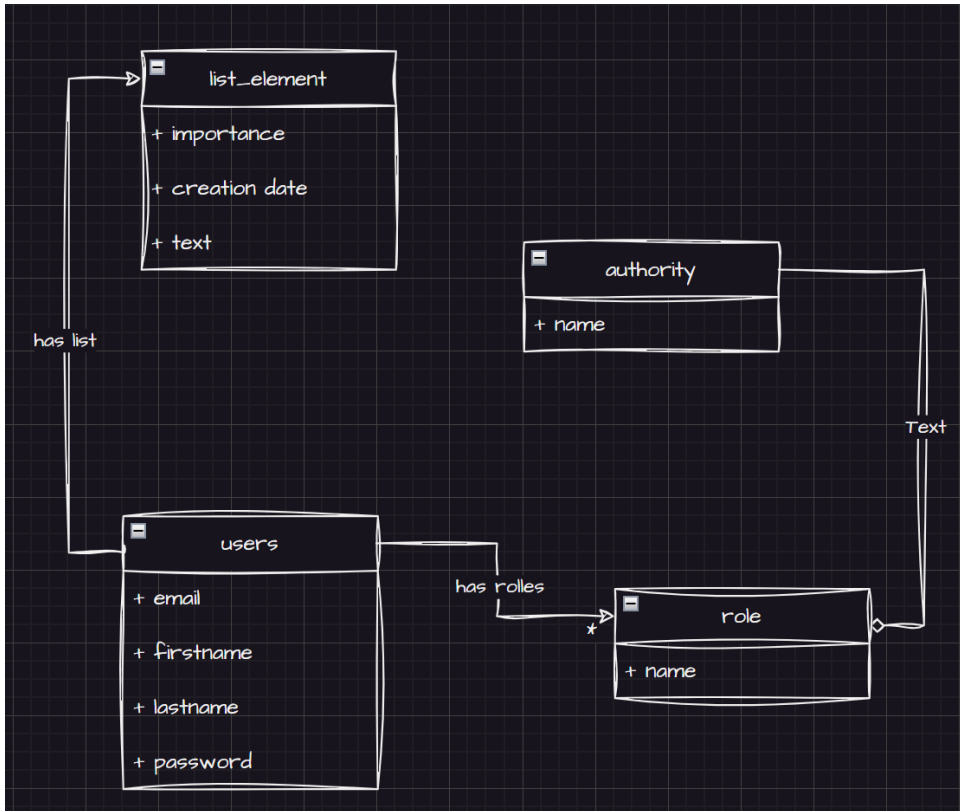 list_element
+ importance
+ creation date
+ text
authority
+ name
has list
Text
users
+ email
+ firstname
+ lastname
+ password
has rolles
*
role
+ name